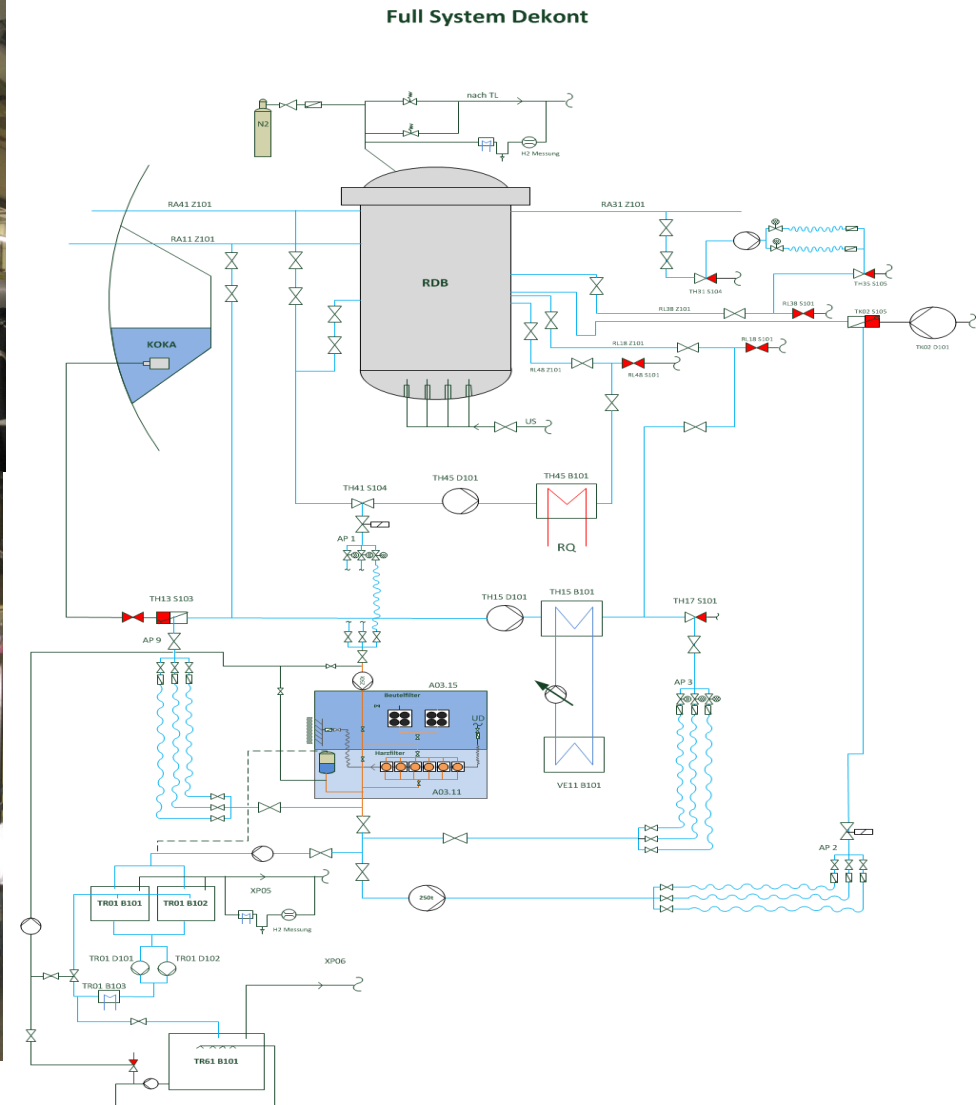 Full System Dekont
nach TL
N2
H2 Messung
RA41 Z101
RA31 Z101
RA11 Z101
RDB
TH31 S104
TH35 S105
KOKA
RL38 Z101
RL38 S101
TK02 S105
TK02 D101
RL18 Z101
RL18 S101
RL48 Z101
RL48 S101
US
TH45 D101
TH45 B101
TH41 S104
RQ
AP 1
TH13 S103
TH15 D101
TH15 B101
TH17 S101
AP 9
AP 3
A03.15
Beutelfilter
UD
Harzfilter
A03.11
VE11 B101
AP 2
XP05
TR01 B101
TR01 B102
250t
H2 Messung
TR01 D101
TR01 D102
XP06
TR01 B103
TR61 B101